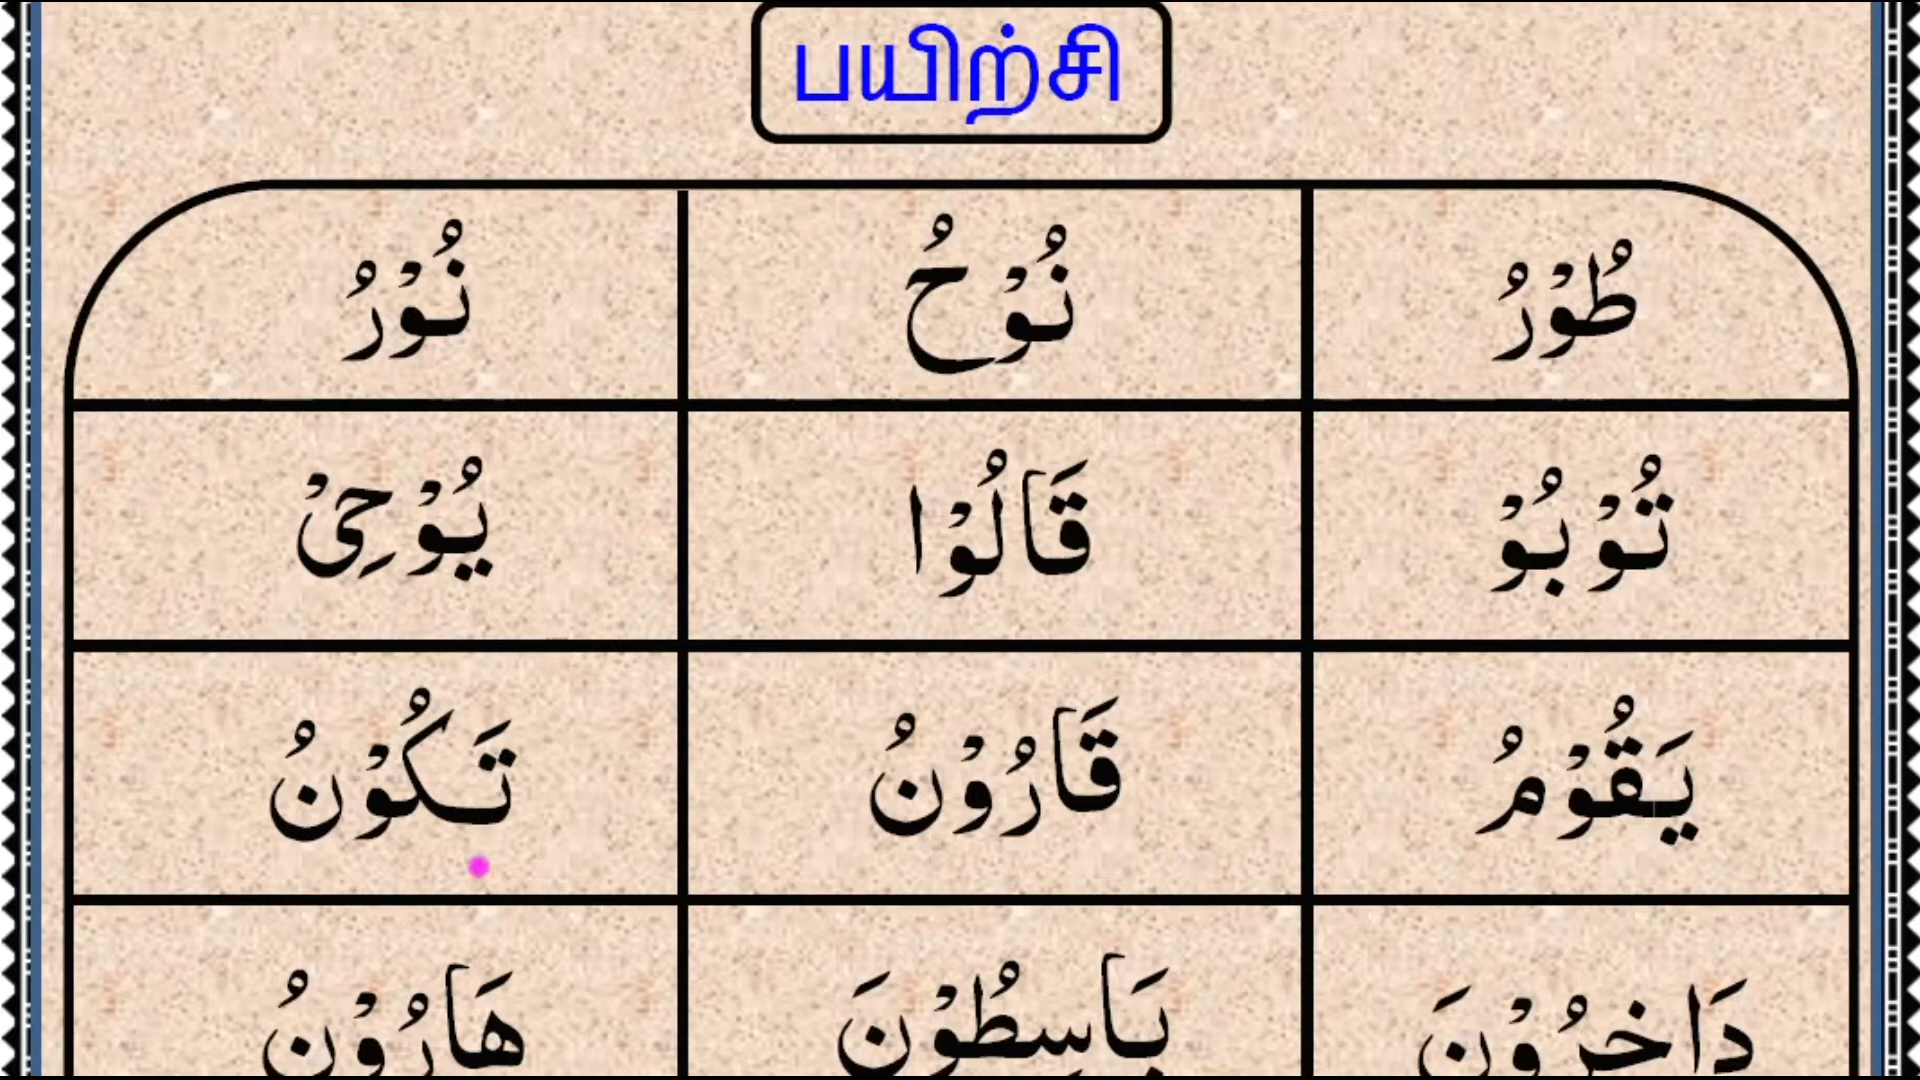 பயிற்சி
طُوْرُ نُوْحُ نُوْرُ
تُوْبُوْ قَالُوْا يُوْحِيْ
يَقُوْمُ قَارُوْنُ تَكُوْنُ
دَاخِرُوْنَ بَاسِطُوْنَ هَارُوْنُ